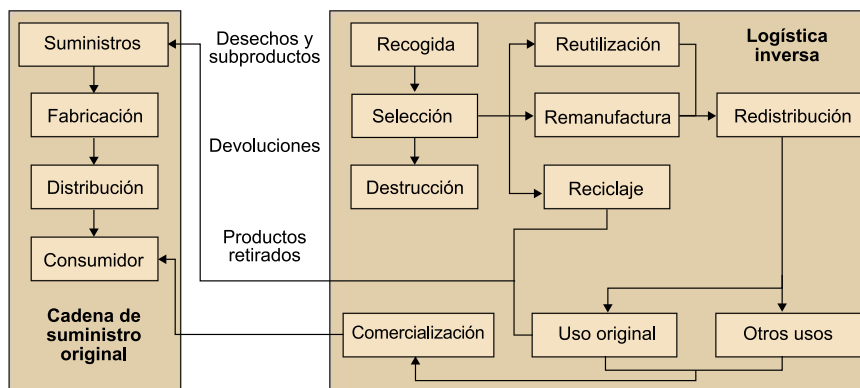 Suministros
Fabricación
Distribución
Consumidor
Cadena de
suministro
original
Desechos y
subproductos
Devoluciones
Productos
retirados
Recogida
Selección
Destrucción
Reutilización
Remanufactura
Reciclaje
Logística
inversa
Redistribución
Comercialización
Uso original
Otros usos